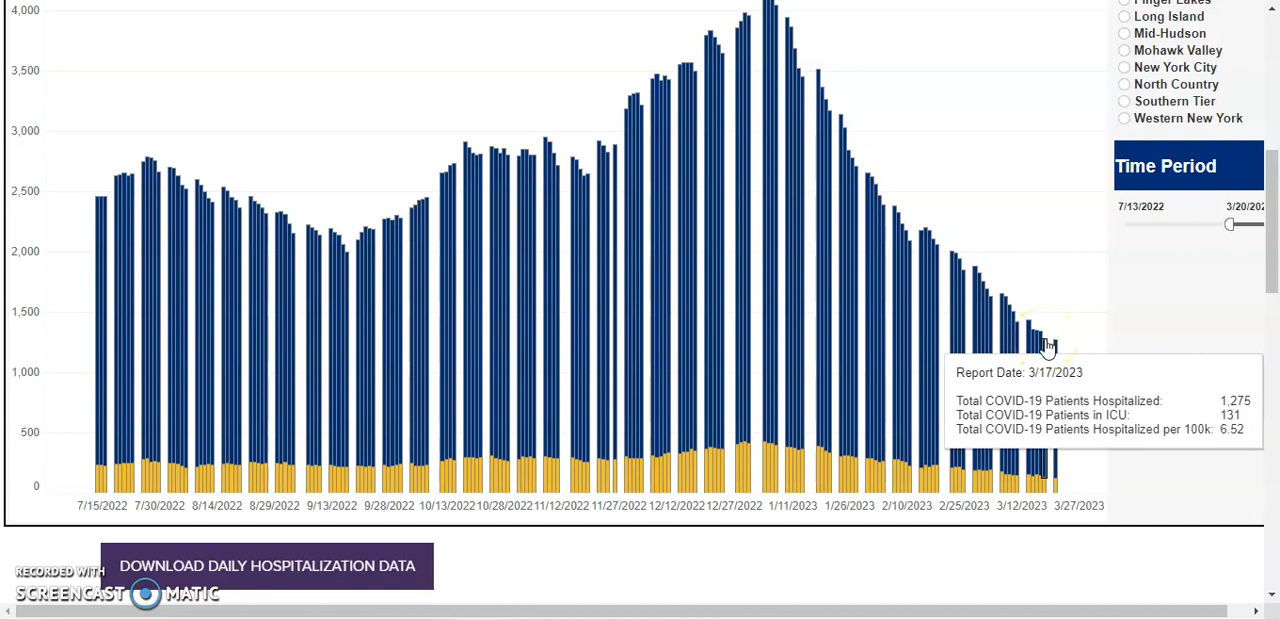 4,000
3,500
3,000
2,500
2,000
1,500
1,000
500
0
7/15/2022 7/30/2022 8/14/2022 8/29/2022 9/13/2022 9/28/2022 10/13/2022 10/28/2022 11/12/2022 11/27/2022 12/12/2022 12/27/2022 1/11/2023 1/26/2023 2/10/2023 2/25/2023 3/12/2023 3/27/2023
Finger Lakes
Long Island
Mid-Hudson
Mohawk Valley
New York City
North Country
Southern Tier
Western New York
Time Period
7/13/2022 3/20/202
Report Date: 3/17/2023
Total COVID-19 Patients Hospitalized: 1,275
Total COVID-19 Patients in ICU: 131
Total COVID-19 Patients Hospitalized per 100k: 6.52
DOWNLOAD DAILY HOSPITALIZATION DATA
RECORDED WITH
SCREENCAST MATIC